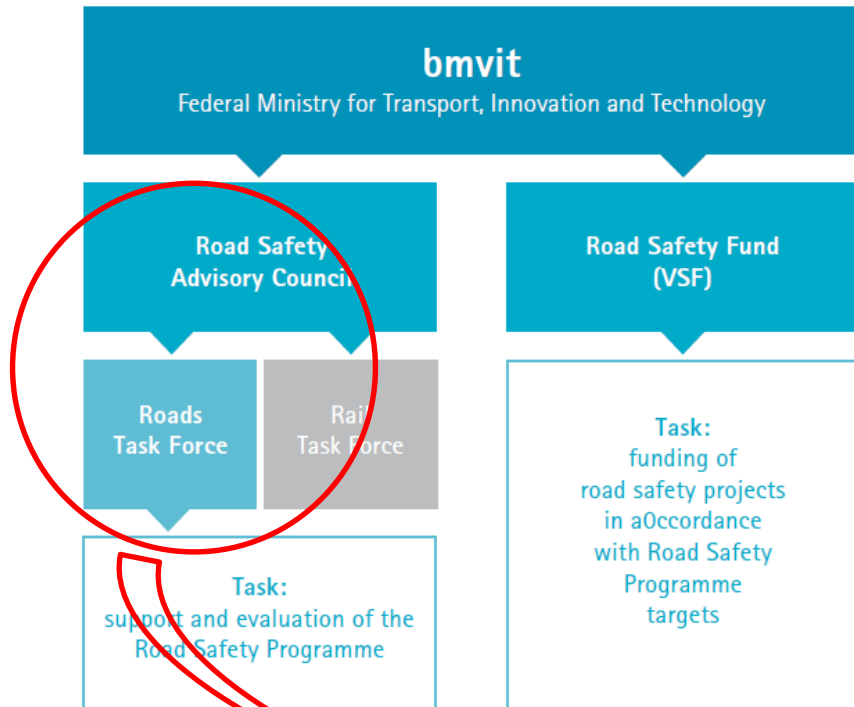 bmvit
Federal Ministry for Transport, Innovation and Technology
Road Safety
Advisory Council
Road Safety Fund
(VSF)
Roads
Task Force
Rail
Task Force
Task:
funding of
road safety projects
in aOccordance
with Road Safety
Programme
targets
Task:
support and evaluation of the
Road Safety Programme